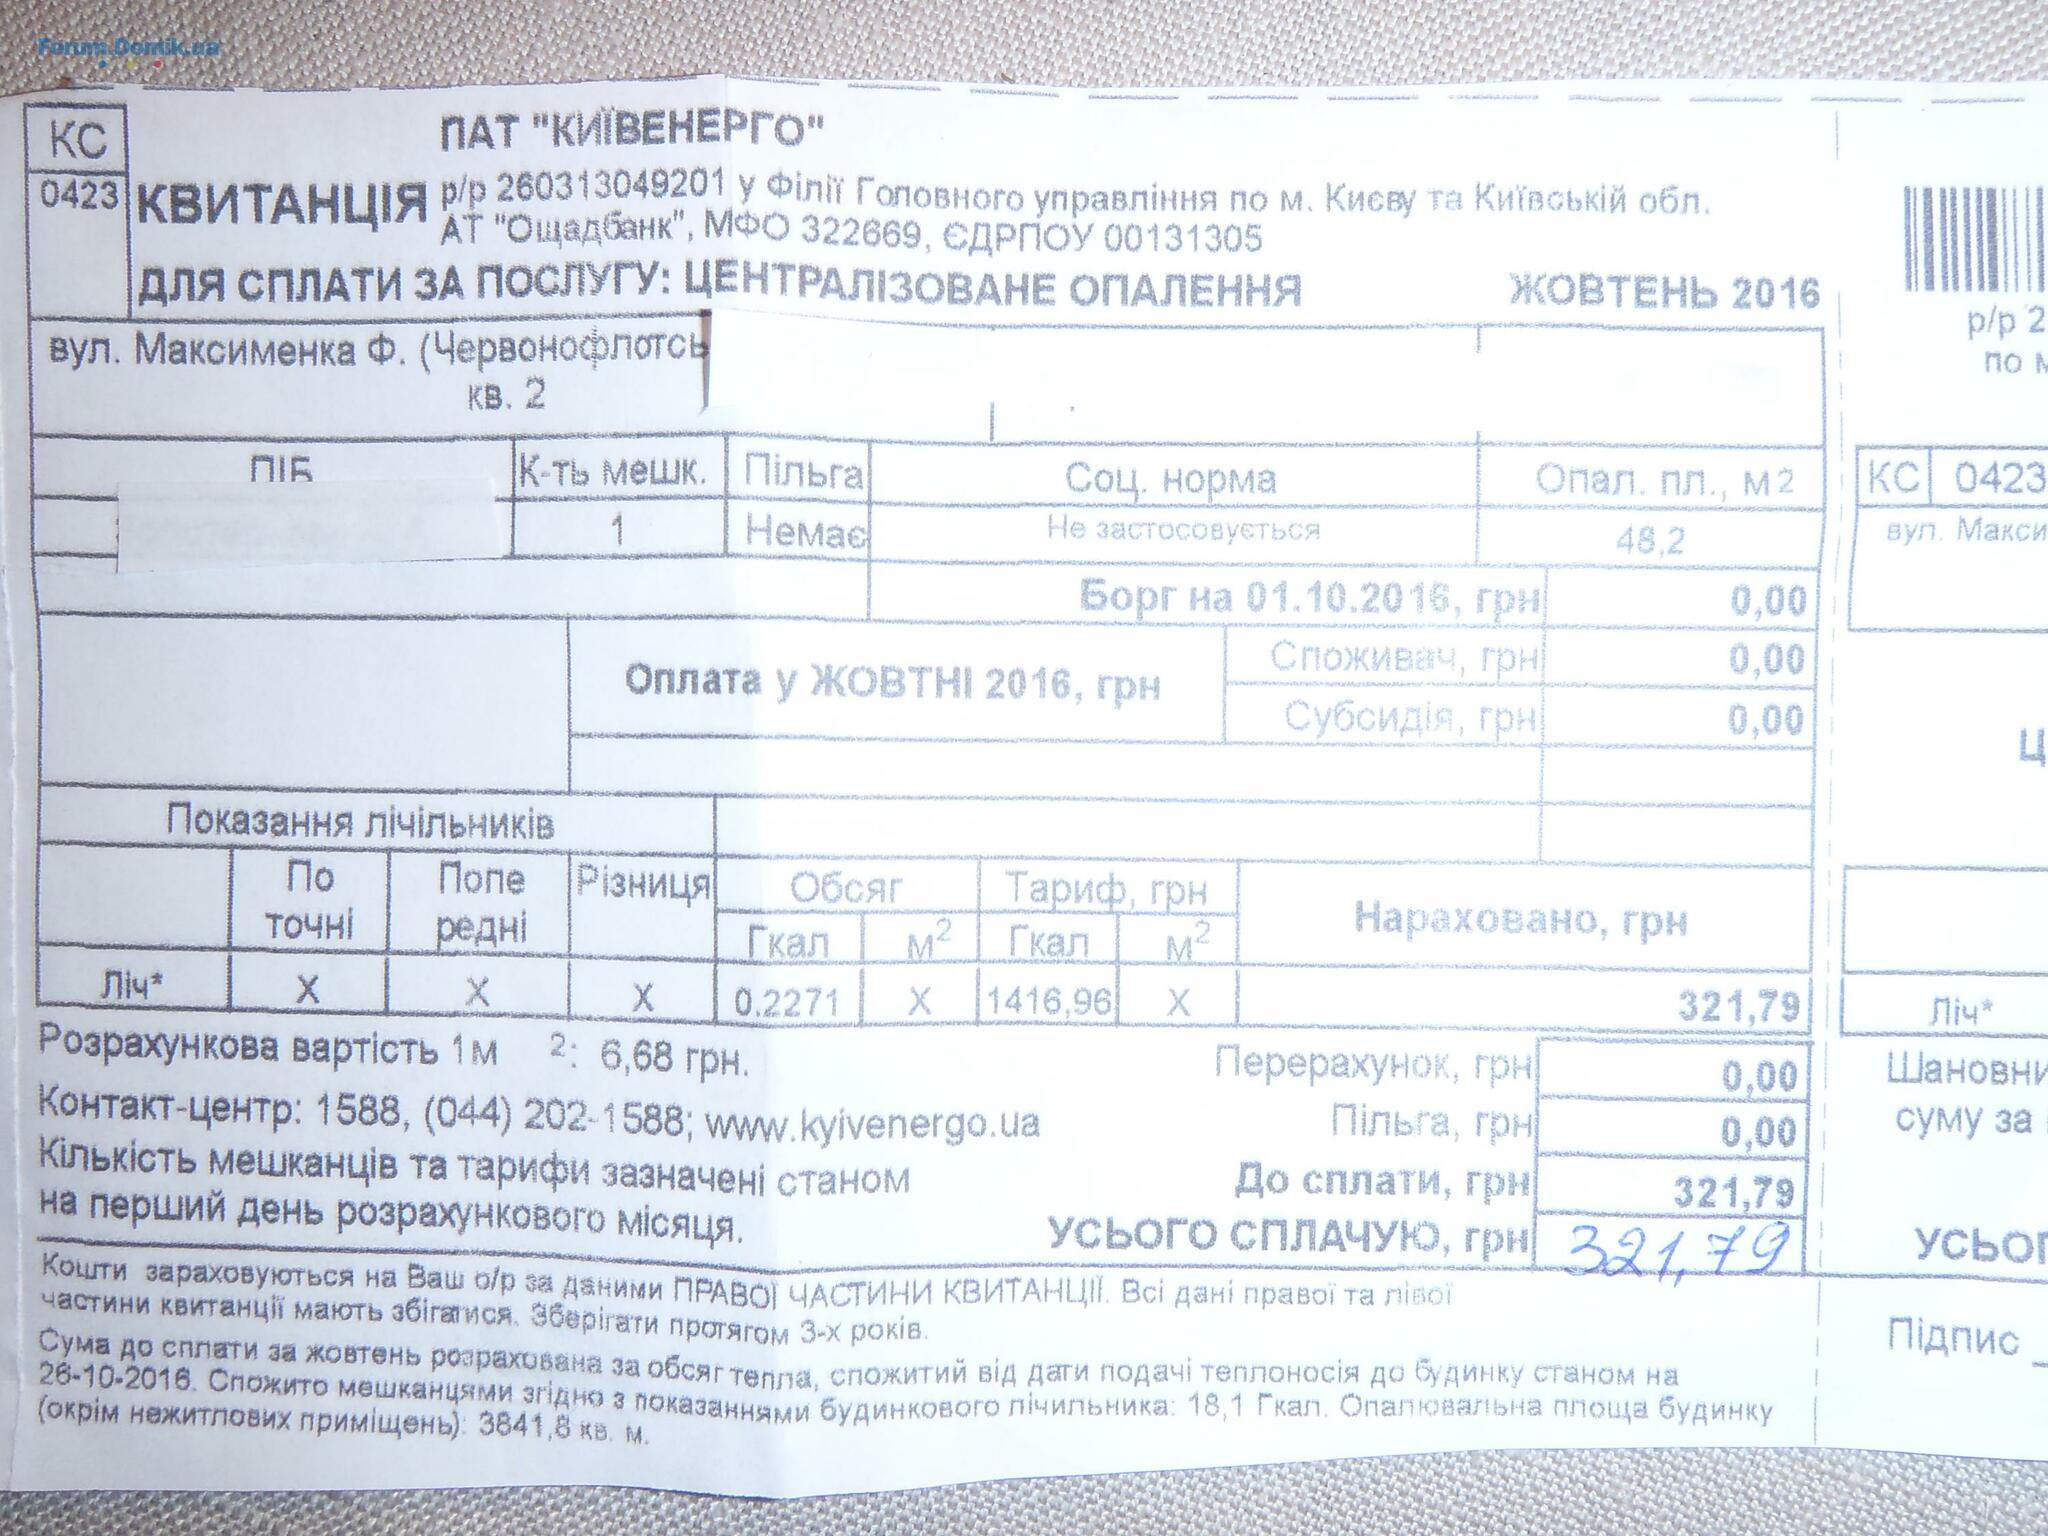 Forum.Domik.ua
КС
0423
ПАТ "КИЇВЕНЕРГО"
КВИТАНЦІЯ
р/р 260313049201 у Філії Головного управління по м. Києву та Київській обл.
АТ "Ощадбанк", МФО 322669, ЄДРПОУ 00131305
ДЛЯ СПЛАТИ ЗА ПОСЛУГУ: ЦЕНТРАЛІЗОВАНЕ ОПАЛЕННЯ ЖОВТЕНЬ 2016
вул. Максименка Ф. (Червонофлотсь
кв. 2
ПІБ К-ть мешк. Пільга Соц. норма Опал. пл., м2
1 Немає Не застосовується 48,2
Борг на 01.10.2016, грн 0,00
Оплата у ЖОВТНІ 2016, грн
Споживач, грн 0,00
Субсидія, грн 0,00
Показання лічільників
По точні Попе редні Різниця Обсяг Тариф, грн Нараховано, грн
Гкал м2 Гкал м2
Ліч* X X X 0.2271 X 1416,96 X 321,79
Розрахункова вартість 1м 2: 6,68 грн.
Перерахунок, грн 0,00
Контакт-центр: 1588, (044) 202-1588; www.kyivenergo.ua
Пільга, грн 0,00
Кількість мешканців та тарифи зазначені станом
на перший день розрахункового місяця.
До сплати, грн 321,79
УСЬОГО СПЛАЧУЮ, грн 321,79
Кошти зараховуються на Ваш о/р за даними ПРАВОЇ ЧАСТИНИ КВИТАНЦІЇ. Всі дані правої та лівої
частини квитанції мають збігатися. Зберігати протягом 3-х років.
Сума до сплати за жовтень розрахована за обсяг тепла, спожитий від дати подачі теплоносія до будинку станом на
26-10-2016. Спожито мешканцями згідно з показаннями будинкового лічильника: 18,1 Гкал. Опалювальна площа будинку
(окрім нежитлових приміщень): 3841,8 кв. м.
р/р 2
по м
КС 0423
вул. Макси
Ц
Ліч*
Шановни
суму за
УСЬОГ
Підпис